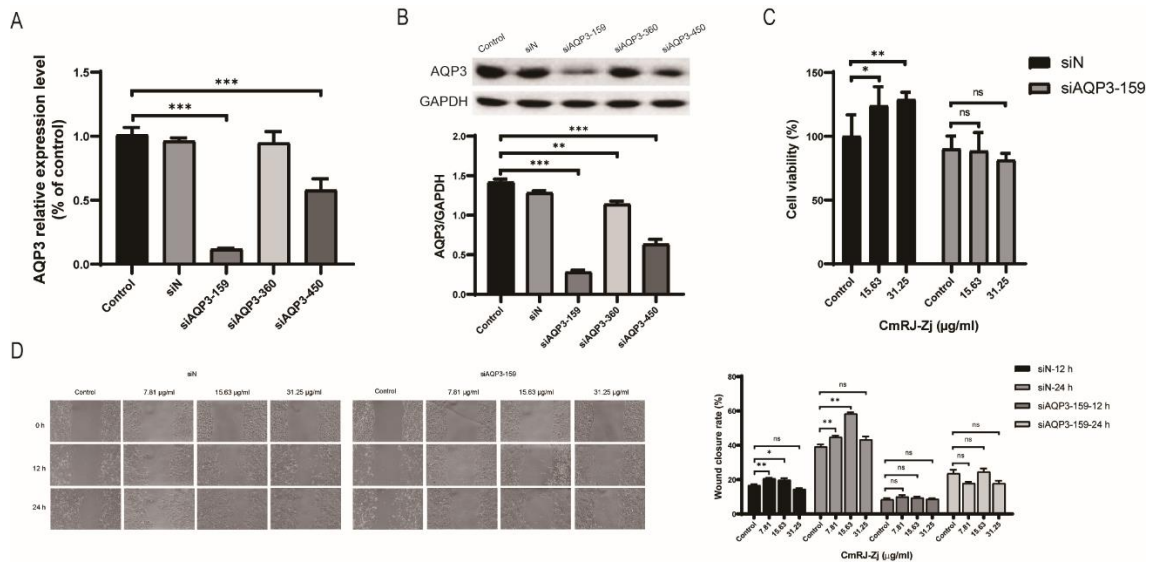 A
AQP3 relative expression level
(% of control)
1.5
1.0
0.5
0.0
***
***
Control
siN
siAQP3-159
siAQP3-360
siAQP3-450
B
Control
siN
siAQP3-159
siAQP3-360
siAQP3-450
AQP3
GAPDH
AQP3/GAPDH
2.0
1.5
1.0
0.5
0.0
***
**
***
Control
siN
siAQP3-159
siAQP3-360
siAQP3-450
C
Cell viability (%)
150
100
50
0
**
*
ns
ns
Control
15.63
31.25
Control
15.63
31.25
CmRJ-Zj (μg/ml)
siN
siAQP3-159
D
siN
Control
7.81 μg/ml
15.63 μg/ml
31.25 μg/ml
siAQP3-159
Control
7.81 μg/ml
15.63 μg/ml
31.25 μg/ml
0 h
12 h
24 h
Wound closure rate (%)
80
60
40
20
0
ns
*
**
ns
**
**
ns
ns
ns
ns
ns
ns
Control
7.81
15.63
31.25
Control
7.81
15.63
31.25
Control
7.81
15.63
31.25
Control
7.81
15.63
31.25
CmRJ-Zj (μg/ml)
siN-12 h
siN-24 h
siAQP3-159-12 h
siAQP3-159-24 h